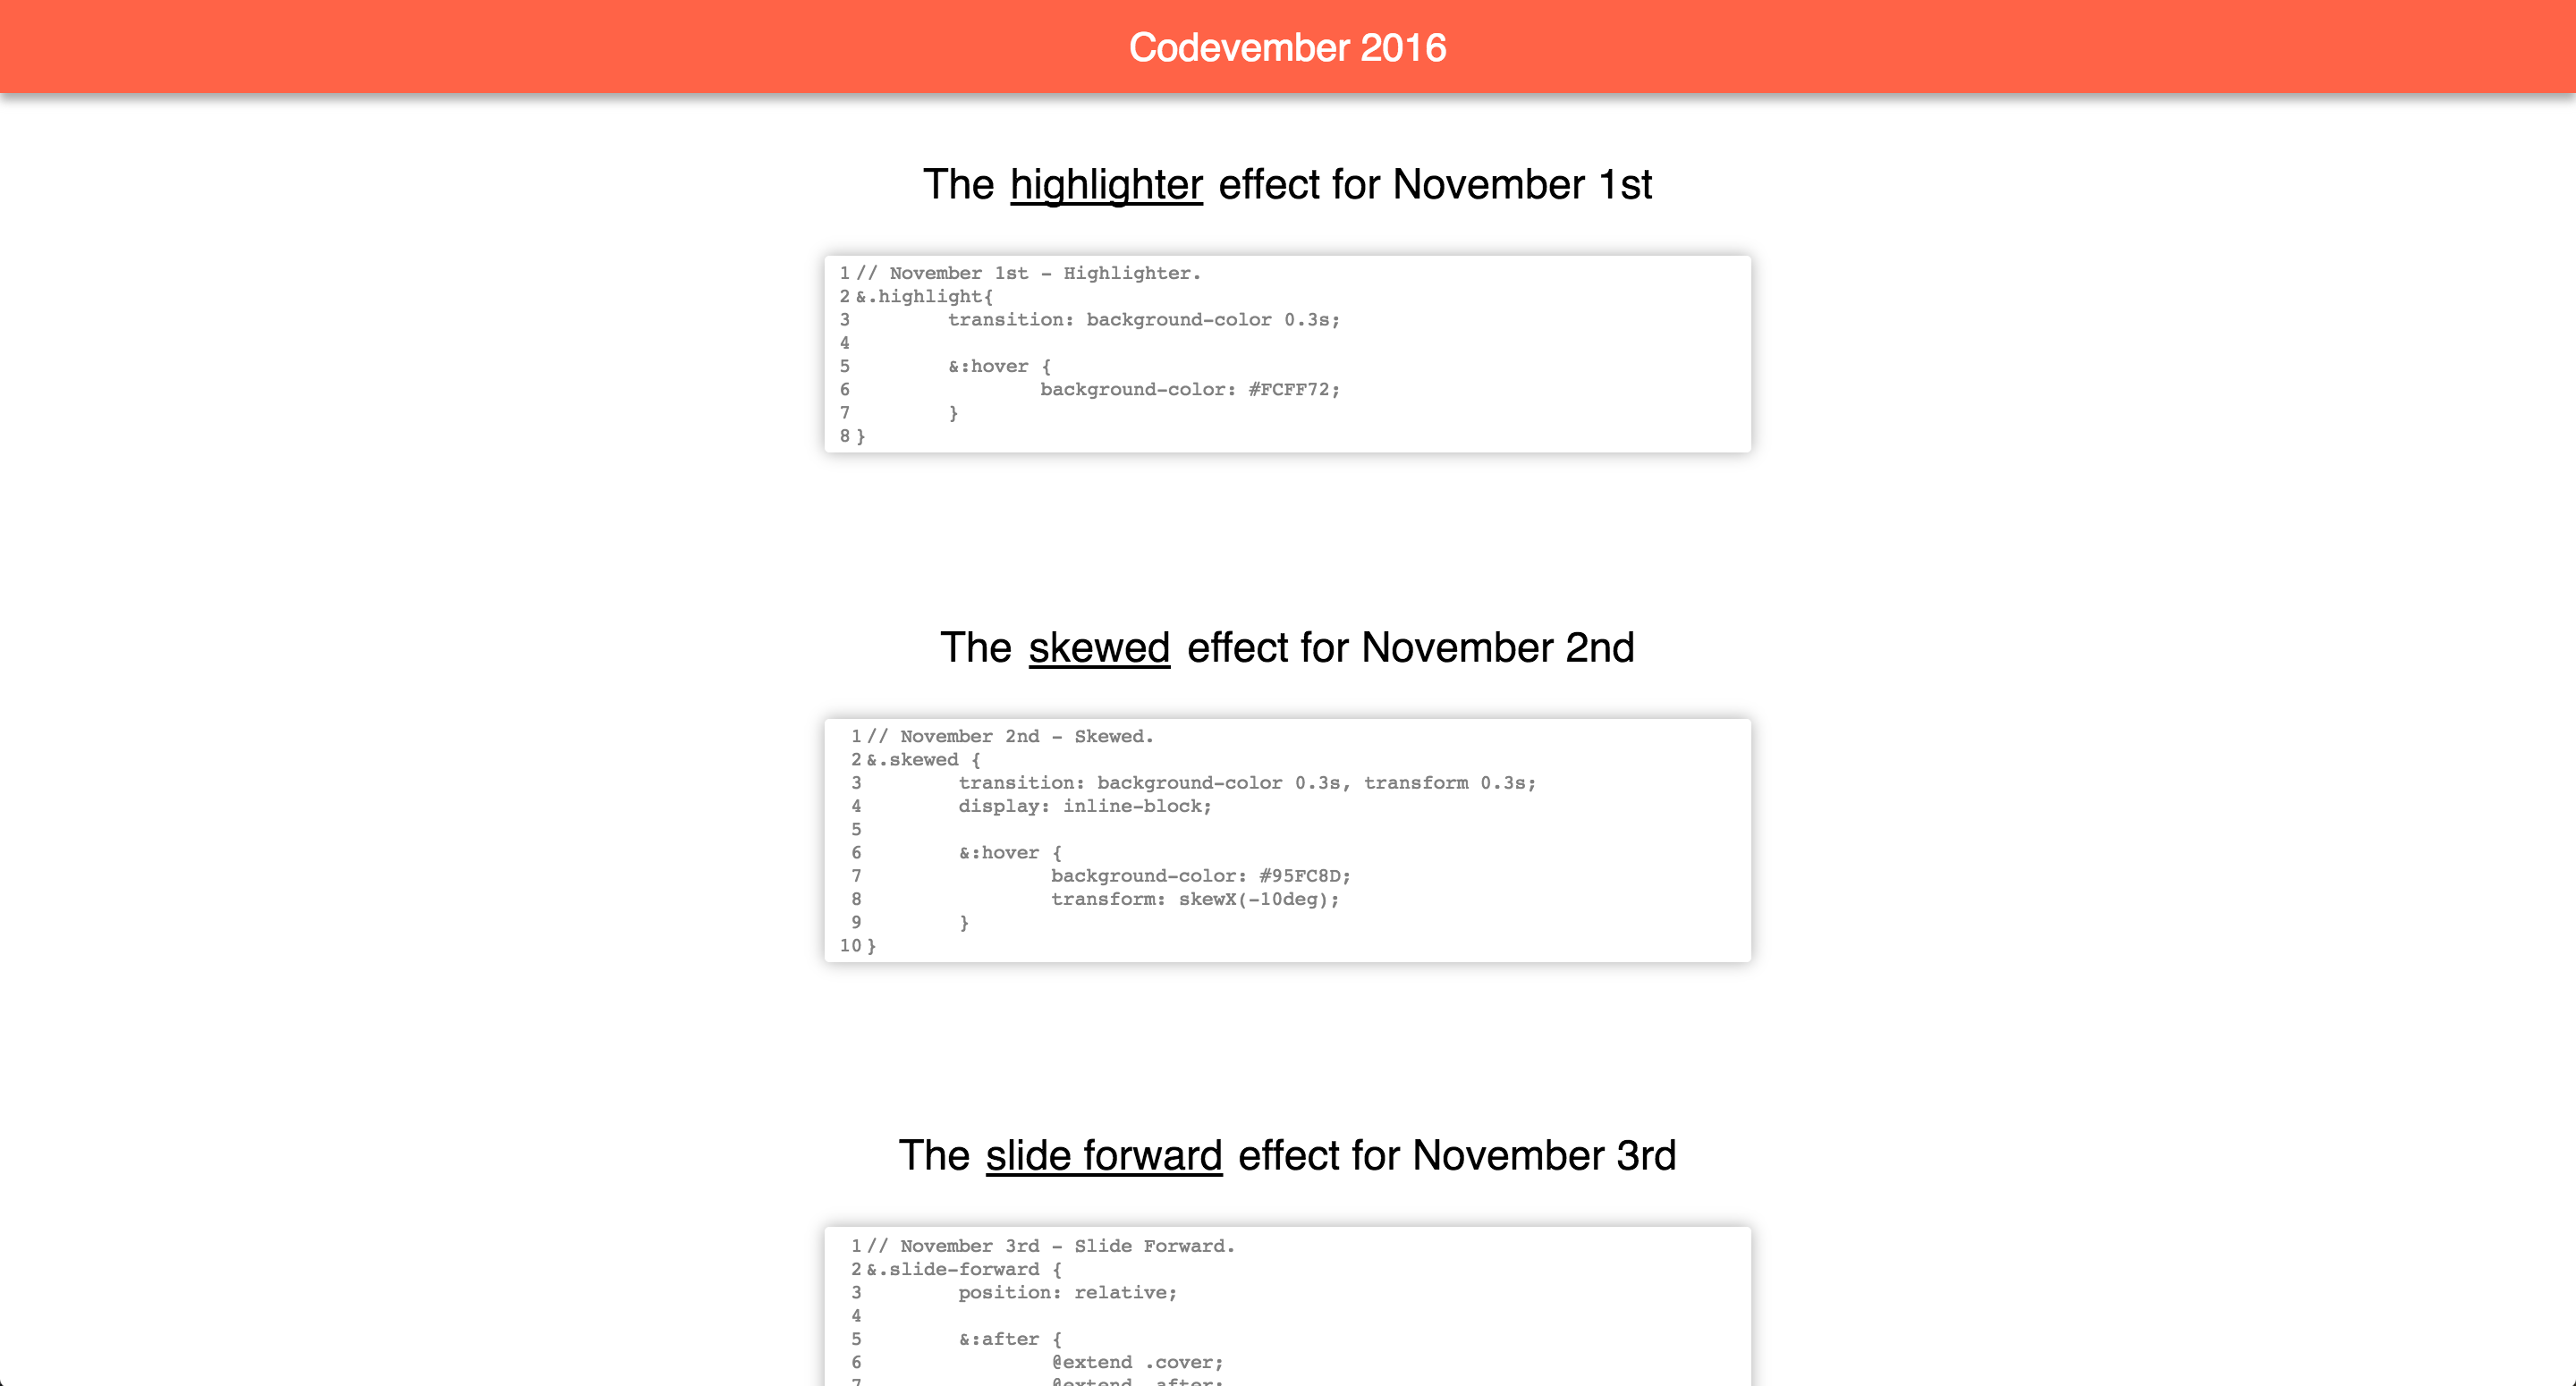 Codevember 2016
The highlighter effect for November 1st
1 // November 1st - Highlighter.
2 &.highlight{
3         transition: background-color 0.3s;
4
5         &:hover {
6                 background-color: #FCFF72;
7         }
8 }
The skewed effect for November 2nd
1 // November 2nd - Skewed.
2 &.skewed {
3         transition: background-color 0.3s, transform 0.3s;
4         display: inline-block;
5
6         &:hover {
7                 background-color: #95FC8D;
8                 transform: skewX(-10deg);
9         }
10 }
The slide forward effect for November 3rd
1 // November 3rd - Slide Forward.
2 &.slide-forward {
3         position: relative;
4
5         &:after {
6                 @extend .cover;
7                 @extend .after;